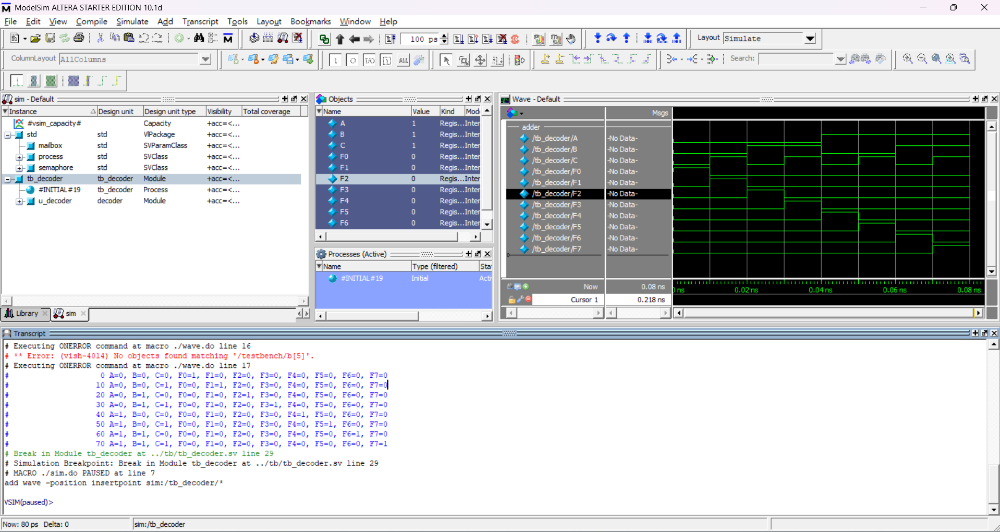 ModelSim ALTERA STARTER EDITION 10.1d
File Edit View Compile Simulate Add Transcript Tools Layout Bookmarks Window Help
100 ps
Layout Simulate
ColumnLayout AllColumns
Search:
sim - Default
Instance Design unit Design unit type Visibility Total coverage
#vsim_capacity# Capacity +acc=<...
std std VlPackage +acc=<...
mailbox std SVParamClass +acc=<...
process std SVClass +acc=<...
semaphore std SVClass +acc=<...
tb_decoder tb_decoder Module +acc=<...
#INITIAL#19 tb_decoder Process +acc=<...
u_decoder decoder Module +acc=<...
Library sim
Objects
Name Value Kind Mod
A 1 Regis...Inter
B 1 Regis...Inter
C 1 Regis...Inter
F0 0 Regis...Inter
F1 0 Regis...Inter
F2 0 Regis...Inter
F3 0 Regis...Inter
F4 0 Regis...Inter
F5 0 Regis...Inter
F6 0 Regis...Inter
Processes (Active)
Name Type (filtered) Sta
#INITIAL#19 Initial Acti
Wave - Default
Msgs
adder
/tb_decoder/A -No Data-
/tb_decoder/B -No Data-
/tb_decoder/C -No Data-
/tb_decoder/F0 -No Data-
/tb_decoder/F1 -No Data-
/tb_decoder/F2 -No Data-
/tb_decoder/F3 -No Data-
/tb_decoder/F4 -No Data-
/tb_decoder/F5 -No Data-
/tb_decoder/F6 -No Data-
/tb_decoder/F7 -No Data-
Now 0.08 ns
Cursor 1 0.218 ns
ns 0.02 ns 0.04 ns 0.06 ns 0.08 ns
Transcript
# Executing ONERROR command at macro ./wave.do line 16
# ** Error: (vish-4014) No objects found matching '/testbench/b[5]'.
# Executing ONERROR command at macro ./wave.do line 17
# 0 A=0, B=0, C=0, F0=1, F1=0, F2=0, F3=0, F4=0, F5=0, F6=0, F7=0
# 10 A=0, B=0, C=1, F0=0, F1=1, F2=0, F3=0, F4=0, F5=0, F6=0, F7=0
# 20 A=0, B=1, C=0, F0=0, F1=0, F2=1, F3=0, F4=0, F5=0, F6=0, F7=0
# 30 A=0, B=1, C=1, F0=0, F1=0, F2=0, F3=1, F4=0, F5=0, F6=0, F7=0
# 40 A=1, B=0, C=0, F0=0, F1=0, F2=0, F3=0, F4=1, F5=0, F6=0, F7=0
# 50 A=1, B=0, C=1, F0=0, F1=0, F2=0, F3=0, F4=0, F5=1, F6=0, F7=0
# 60 A=1, B=1, C=0, F0=0, F1=0, F2=0, F3=0, F4=0, F5=0, F6=1, F7=0
# 70 A=1, B=1, C=1, F0=0, F1=0, F2=0, F3=0, F4=0, F5=0, F6=0, F7=1
# Break in Module tb_decoder at ../tb/tb_decoder.sv line 29
# Simulation Breakpoint: Break in Module tb_decoder at ../tb/tb_decoder.sv line 29
# MACRO ./sim.do PAUSED at line 7
add wave -position insertpoint sim:/tb_decoder/*
VSIM(paused)>
Now: 80 ps Delta: 0 sim:/tb_decoder